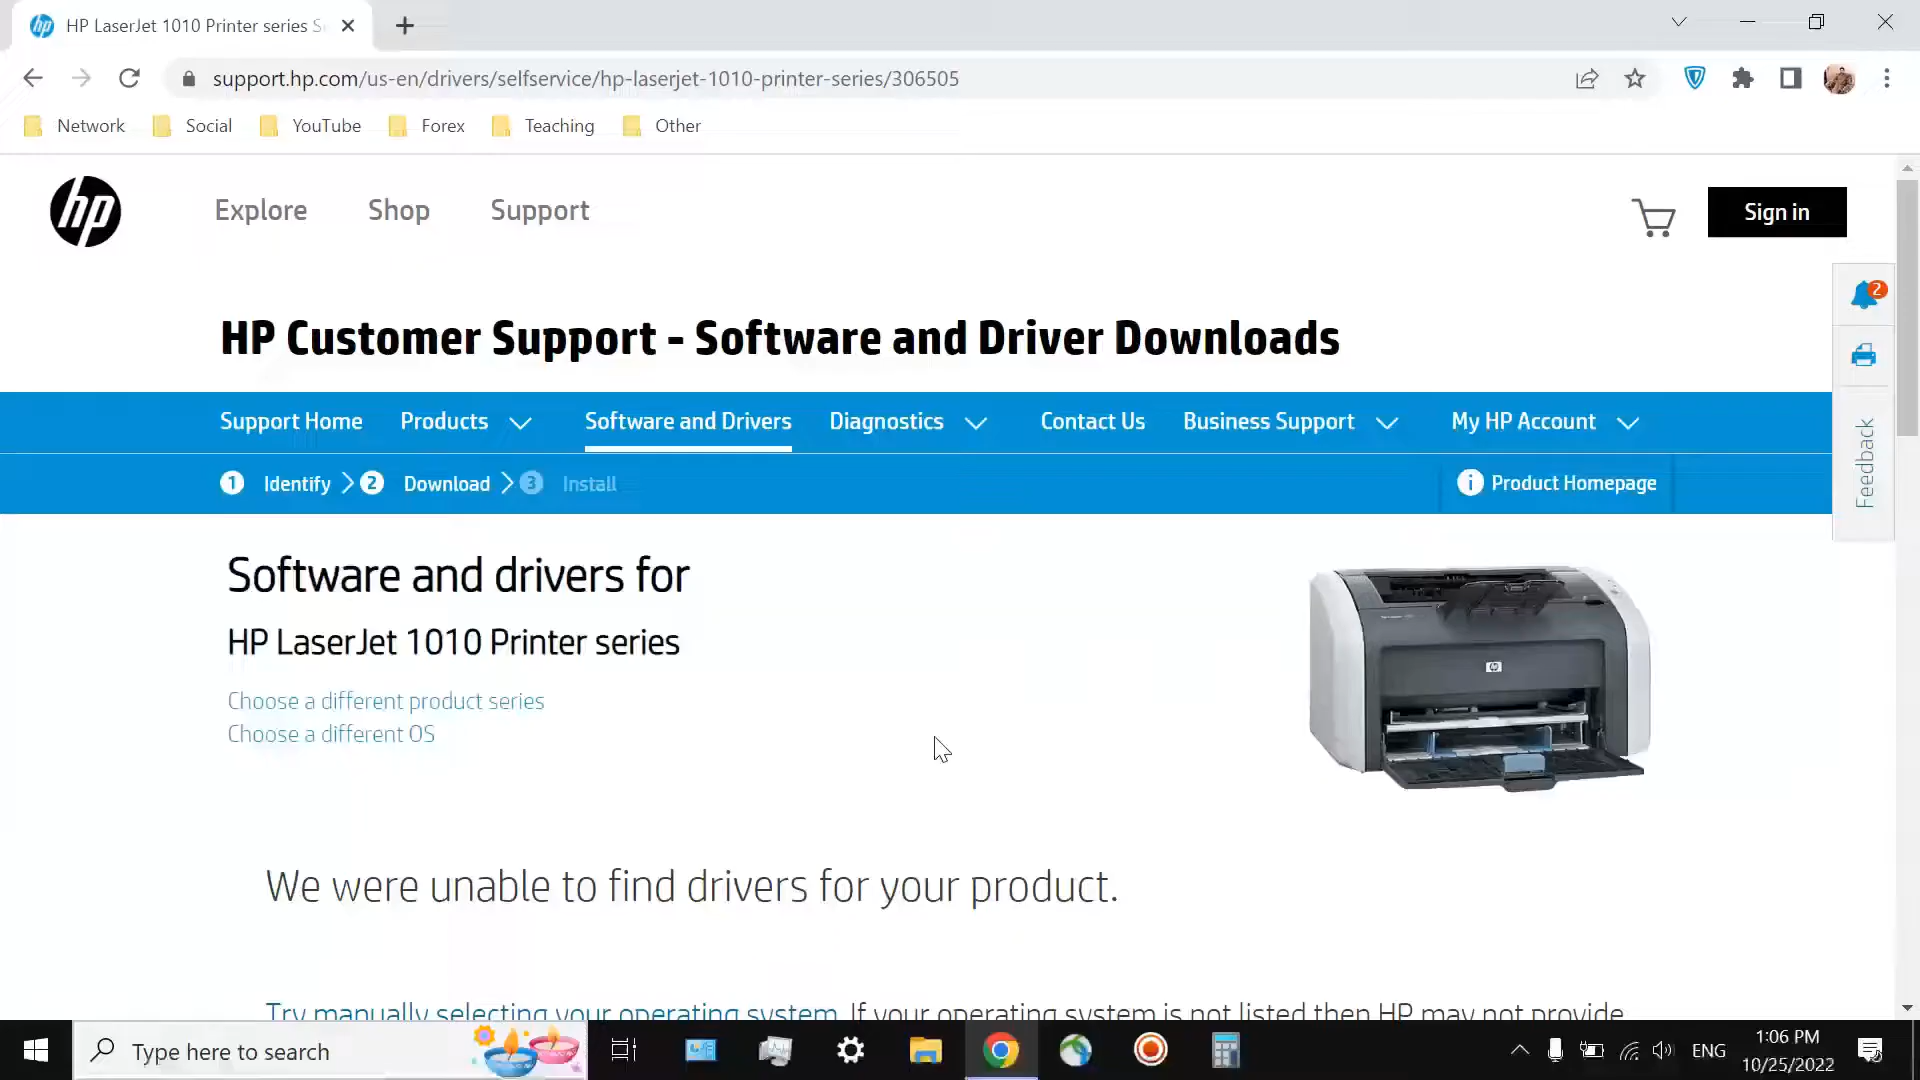 HP LaserJet 1010 Printer series S
support.hp.com/us-en/drivers/selfservice/hp-laserjet-1010-printer-series/306505
Network Social YouTube Forex Teaching Other
hp Explore Shop Support Sign in
2
HP Customer Support - Software and Driver Downloads
Support Home Products Software and Drivers Diagnostics Contact Us Business Support My HP Account
1 Identify 2 Download 3 Install i Product Homepage
Feedback
Software and drivers for
HP LaserJet 1010 Printer series
Choose a different product series
Choose a different OS
We were unable to find drivers for your product.
Try manually selecting your operating system. If your operating system is not listed then HP may not provide
Type here to search ENG 1:06 PM
10/25/2022